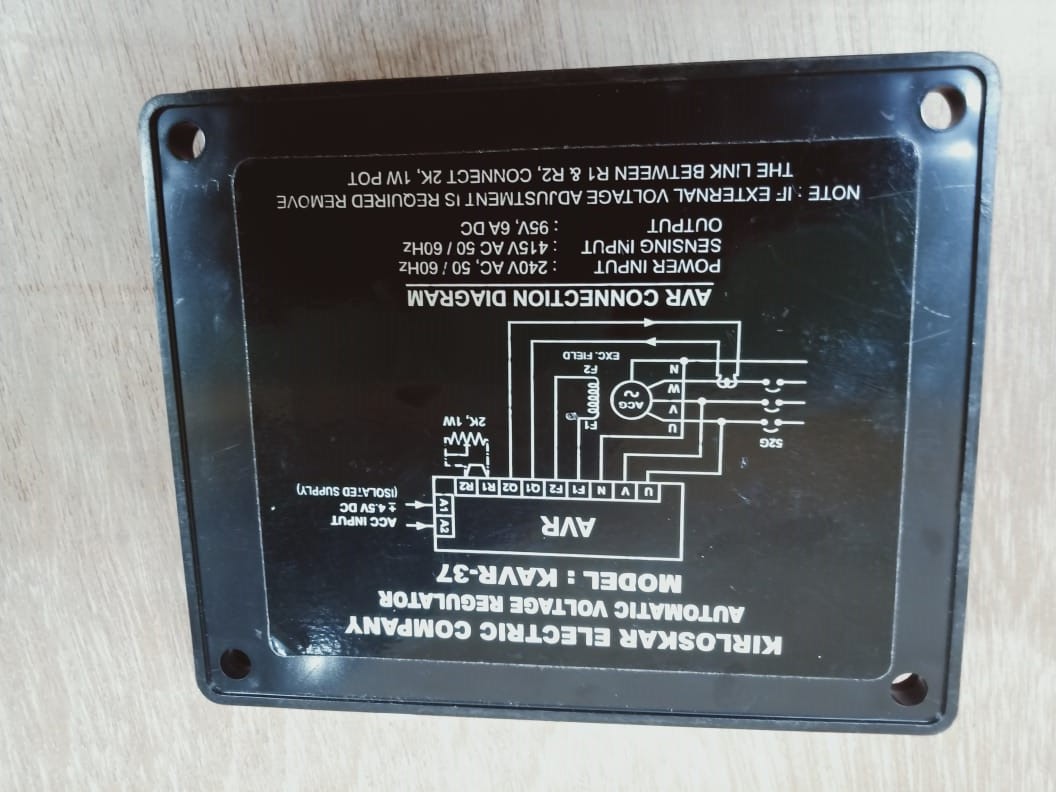 KIRLOSKAR ELECTRIC COMPANY
AUTOMATIC VOLTAGE REGULATOR
MODEL : KAVR-37
AVR
A2
A1
ACC INPUT
± 4.5V DC
(ISOLATED SUPPLY)
U V N F1 F2 Q1 Q2 R1 R2
2K, 1W
52G
U
V
W
N
ACG
~
F1
F2
EXC. FIELD
AVR CONNECTION DIAGRAM
POWER INPUT : 240V AC, 50 / 60Hz
SENSING INPUT : 415V AC 50 / 60Hz
OUTPUT : 95V, 6A DC
NOTE : IF EXTERNAL VOLTAGE ADJUSTMENT IS REQUIRED REMOVE
THE LINK BETWEEN R1 & R2, CONNECT 2K, 1W POT